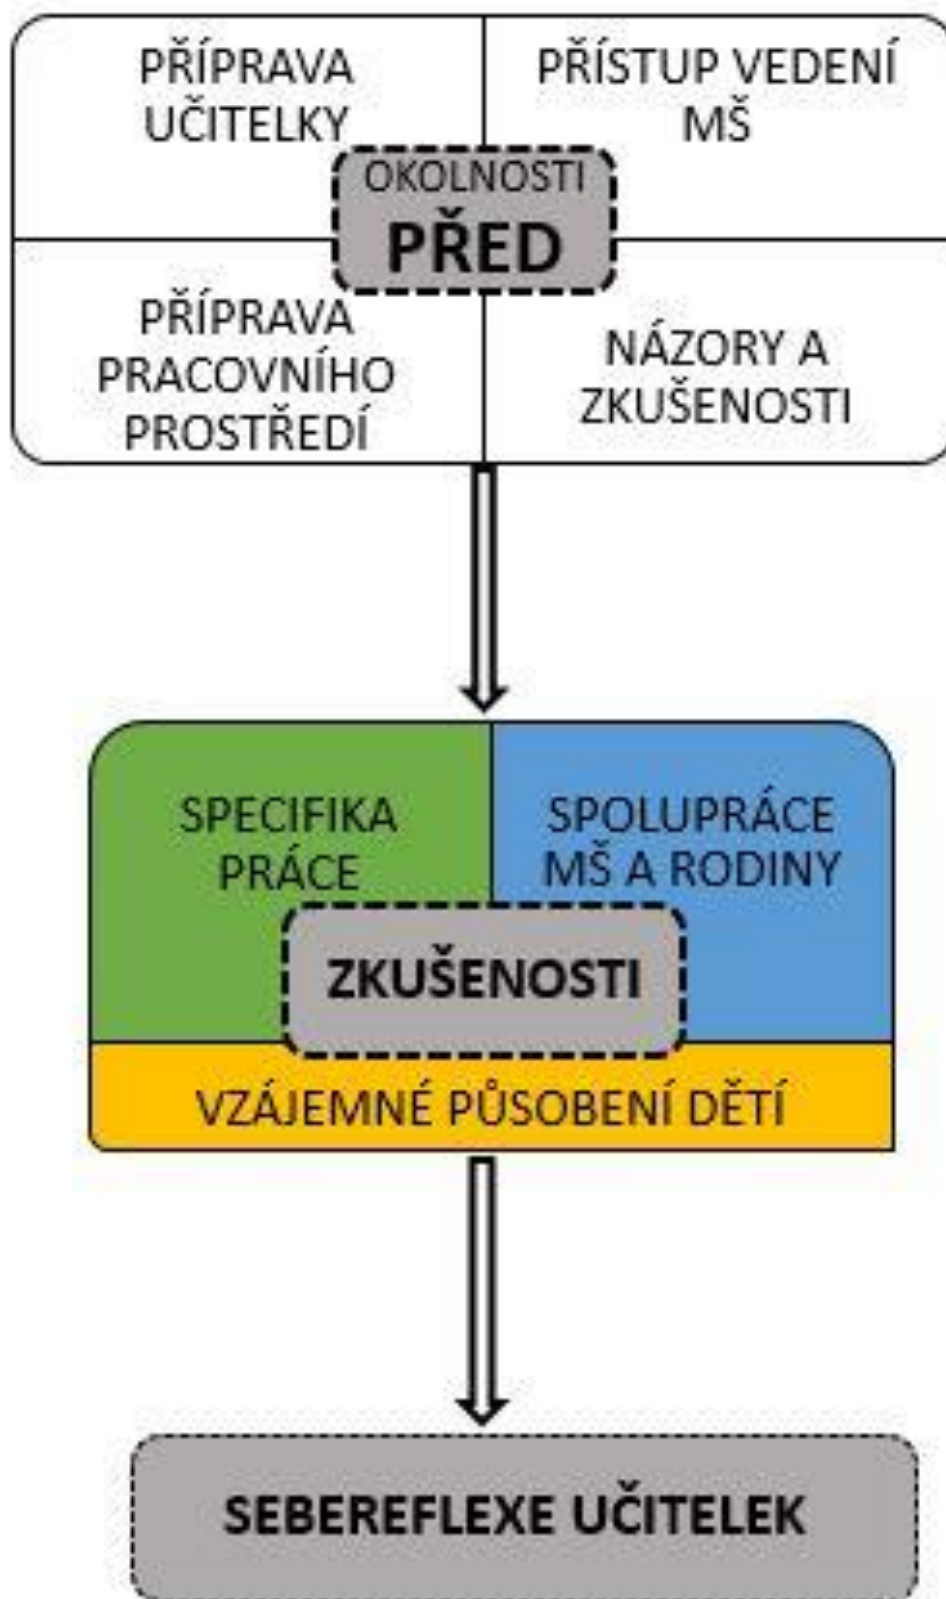 PŘÍPRAVA
UČITELKY
PŘÍSTUP VEDENÍ
MŠ
OKOLNOSTI
PŘED
PŘÍPRAVA
PRACOVNÍHO
PROSTŘEDÍ
NÁZORY A
ZKUŠENOSTI
SPECIFIKA
PRÁCE
SPOLUPRÁCE
MŠ A RODINY
ZKUŠENOSTI
VZÁJEMNÉ PŮSOBENÍ DĚTÍ
SEBEREFLEXE UČITELEK